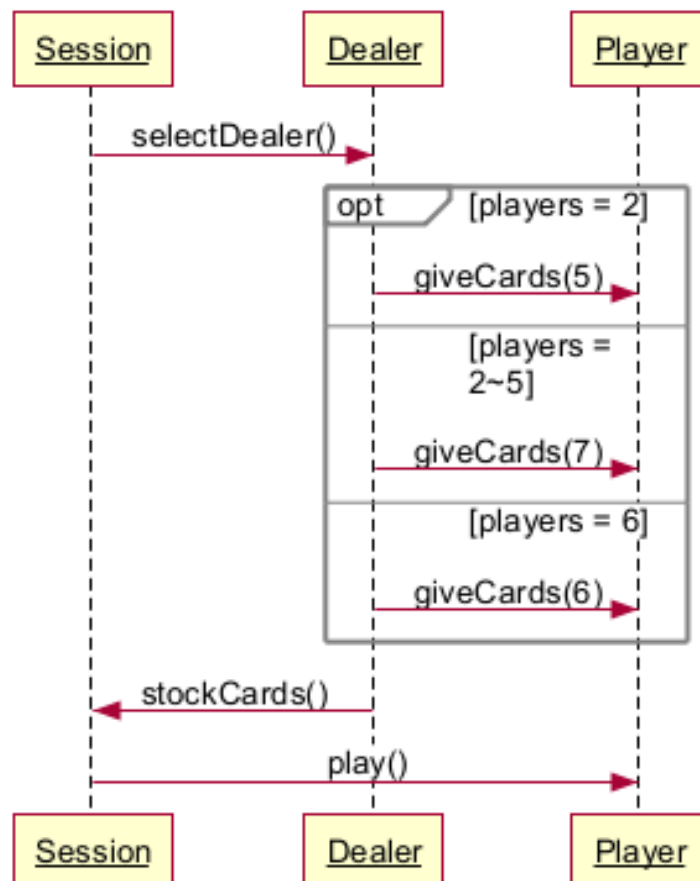 Session Dealer Player
selectDealer()
opt [players = 2]
giveCards(5)
[players =
2~5]
giveCards(7)
[players = 6]
giveCards(6)
stockCards()
play()
Session Dealer Player